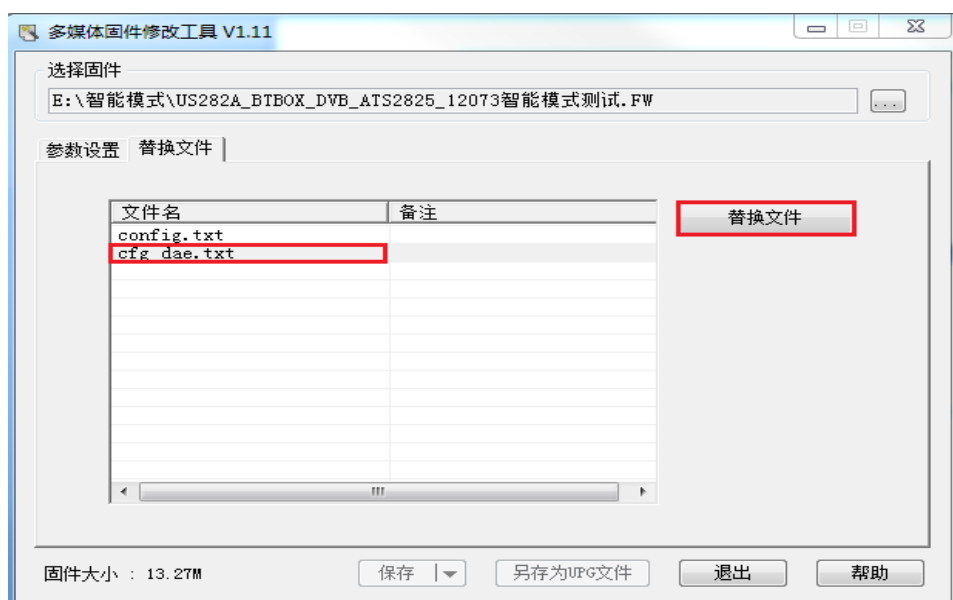 多媒体固件修改工具 V1.11
选择固件
E:\智能模式\US282A_BTBOX_DVB_ATS2825_12073智能模式测试.FW
...
参数设置 替换文件
文件名 备注
替换文件
config.txt
cfg_dae.txt
固件大小 : 13.27M
保存
另存为UPG文件
退出
帮助